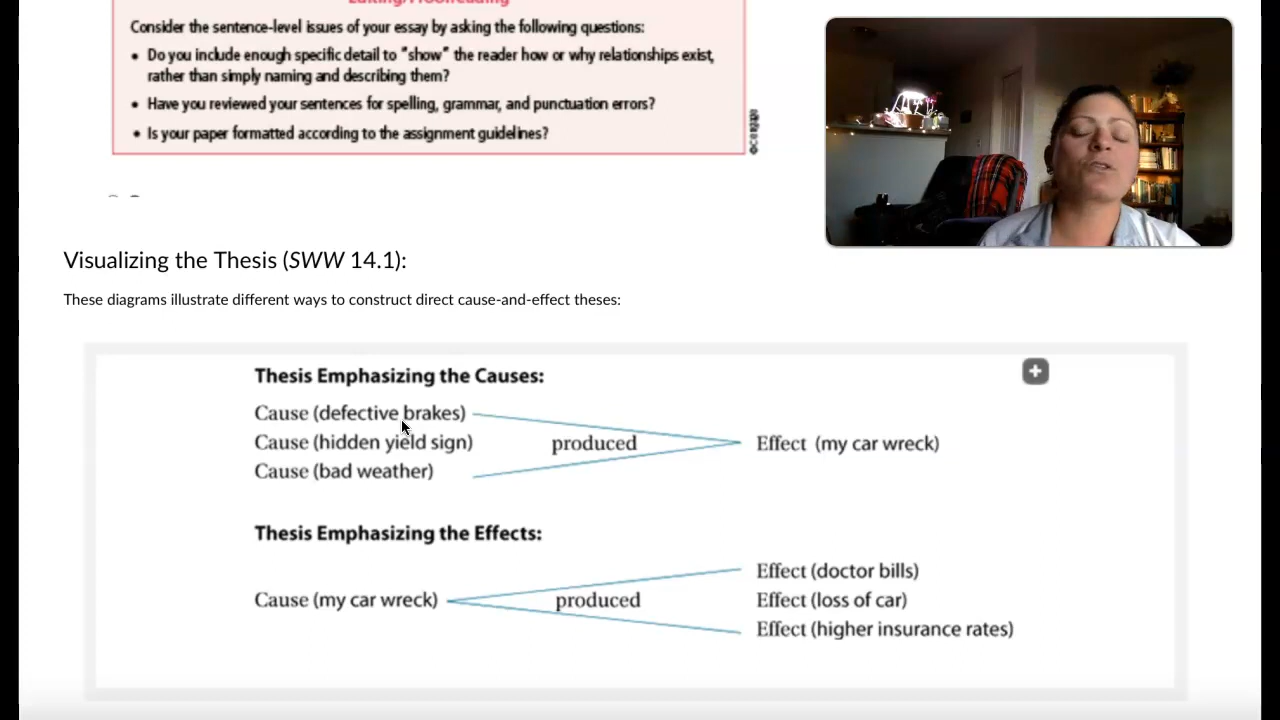 Editing/Proofreading
Consider the sentence-level issues of your essay by asking the following questions:
• Do you include enough specific detail to "show" the reader how or why relationships exist,
rather than simply naming and describing them?
• Have you reviewed your sentences for spelling, grammar, and punctuation errors?
• Is your paper formatted according to the assignment guidelines?
Visualizing the Thesis (SWW 14.1):
These diagrams illustrate different ways to construct direct cause-and-effect theses:
Thesis Emphasizing the Causes:
Cause (defective brakes)
Cause (hidden yield sign) produced Effect (my car wreck)
Cause (bad weather)
Thesis Emphasizing the Effects:
Effect (doctor bills)
Cause (my car wreck) produced Effect (loss of car)
Effect (higher insurance rates)